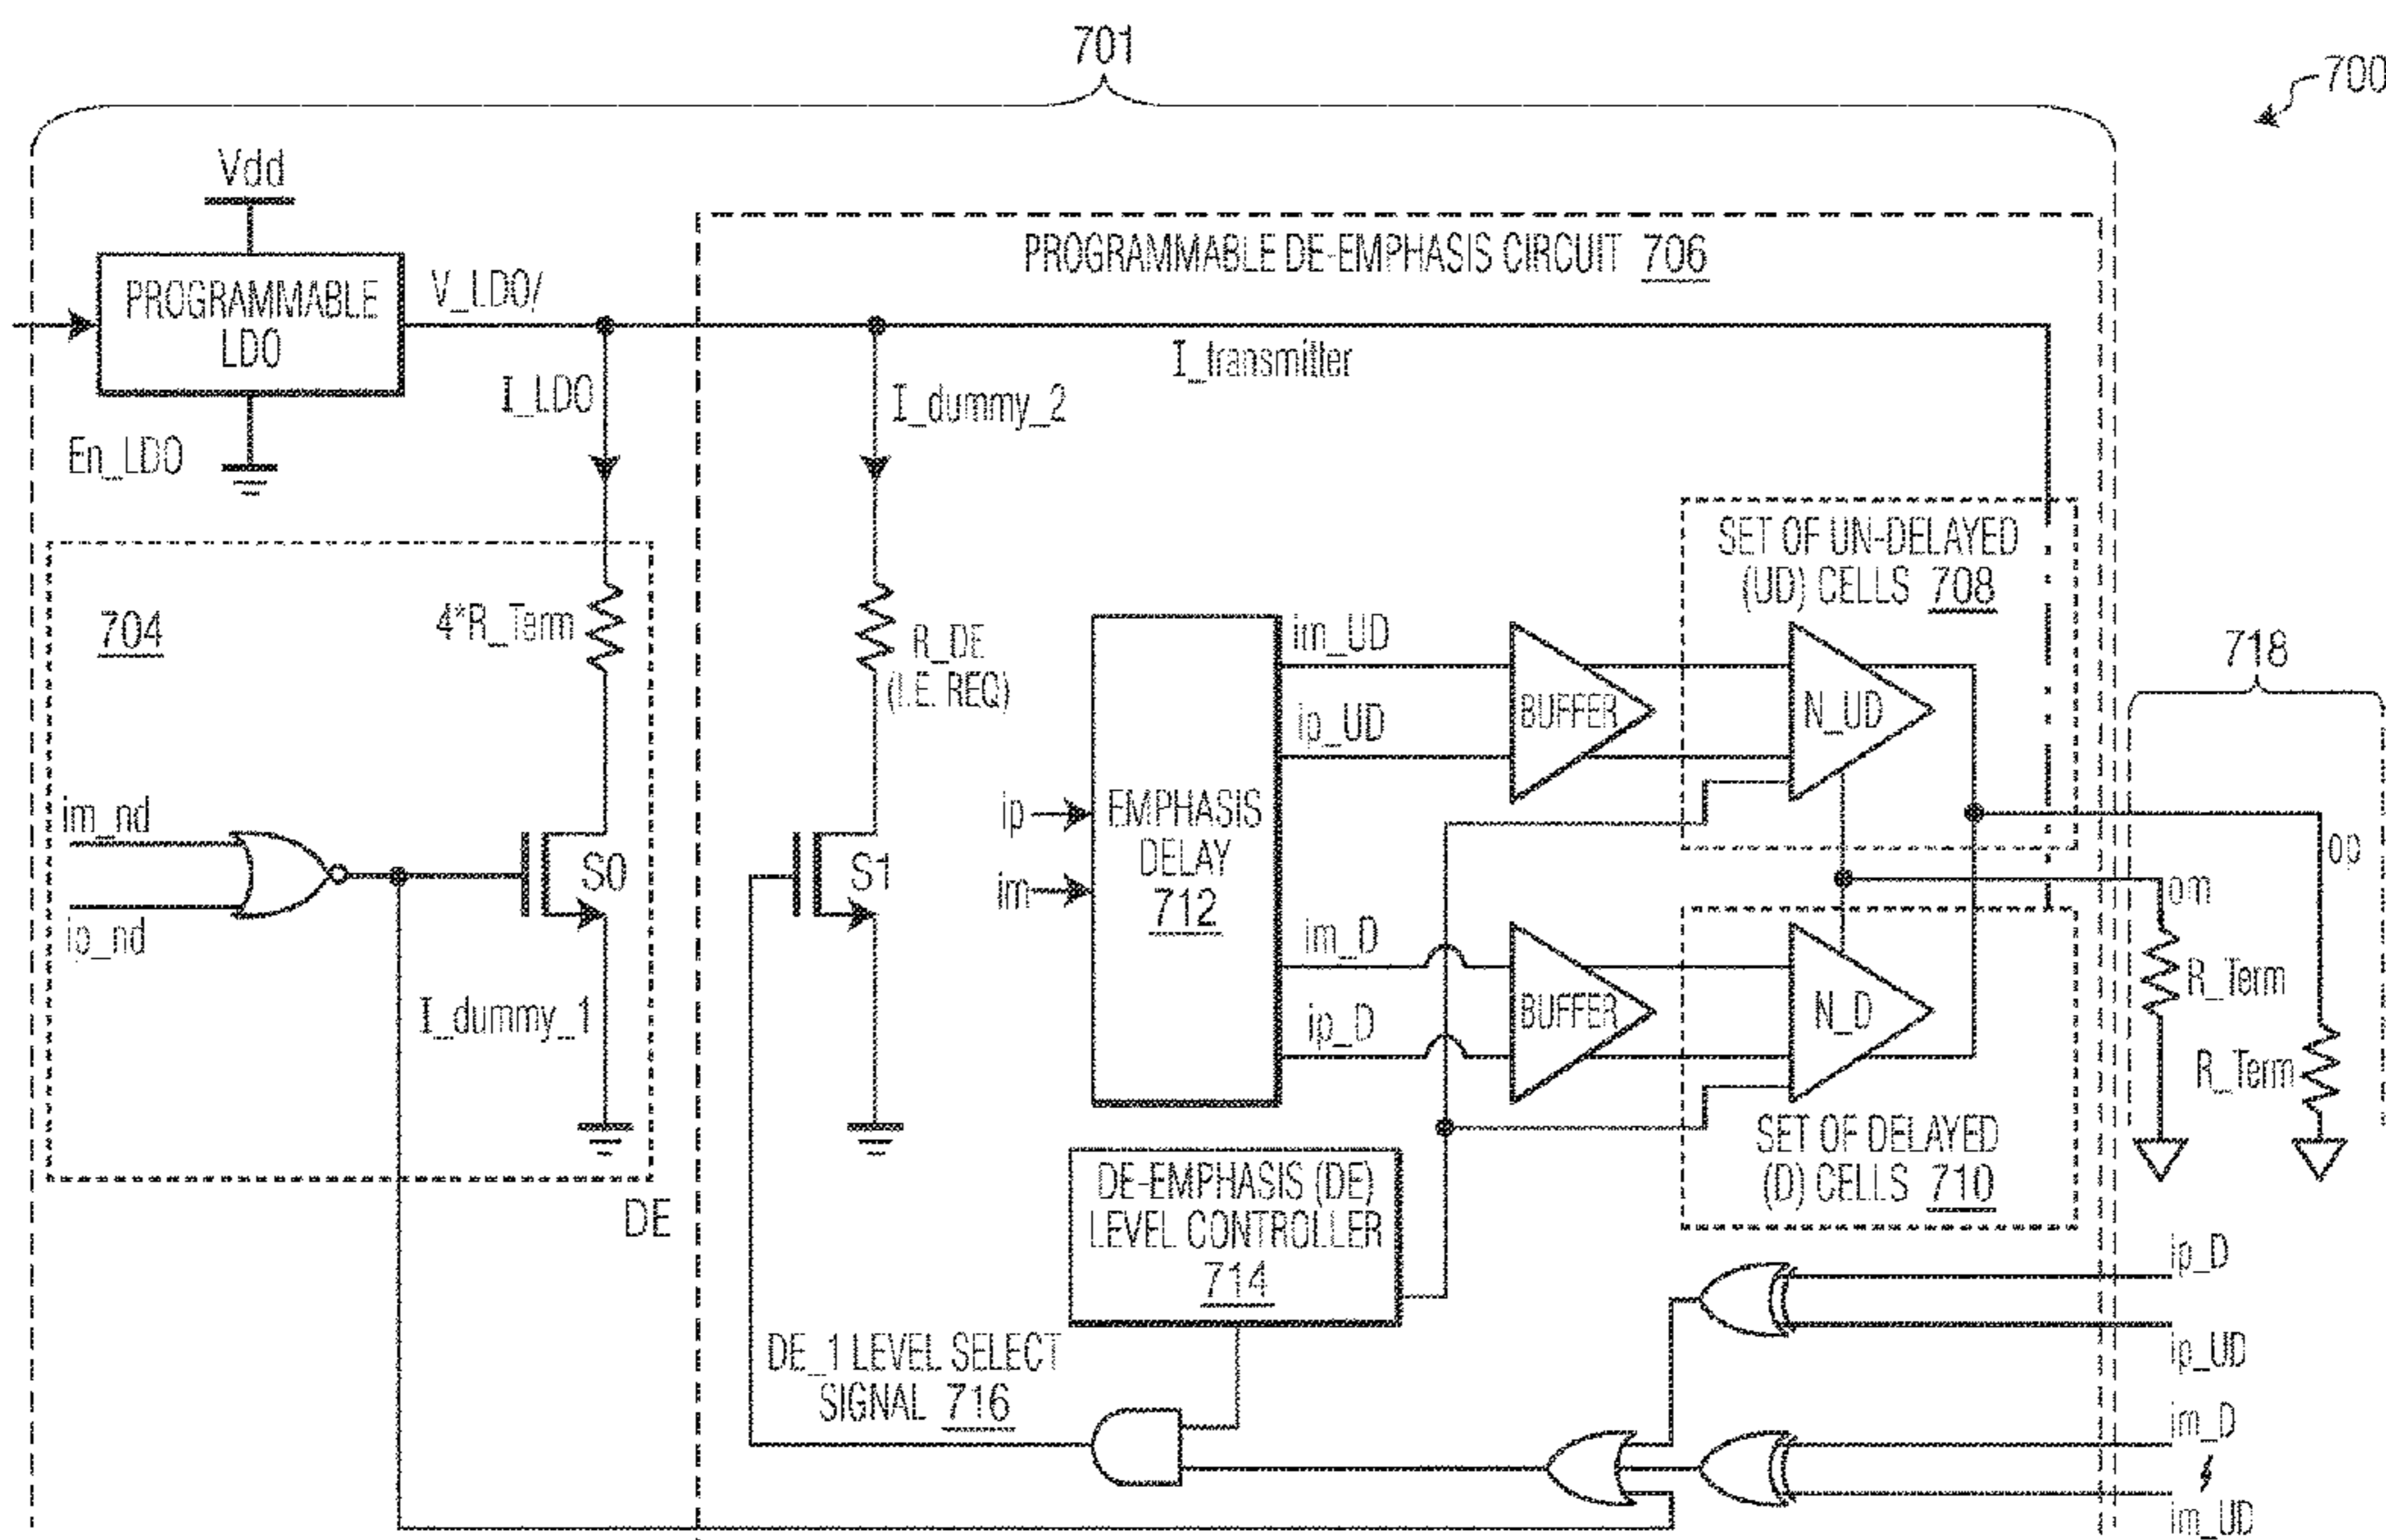 701
700
Vdd
PROGRAMMABLE DE-EMPHASIS CIRCUIT 706
PROGRAMMABLE
LDO
V_LDO/
I_LDO
I_dummy_2
I_transmitter
En_LDO
704
4*R_Term
R_DE
(I.E. REQ)
im_nd
ip_nd
S0
S1
I_dummy_1
DE
ip
im
EMPHASIS
DELAY
712
im_UD
ip_UD
im_D
ip_D
BUFFER
BUFFER
SET OF UN-DELAYED
(UD) CELLS 708
N_UD
N_D
SET OF DELAYED
(D) CELLS 710
718
op
om
R_Term
R_Term
DE-EMPHASIS (DE)
LEVEL CONTROLLER
714
DE_1 LEVEL SELECT
SIGNAL 716
ip_D
ip_UD
im_D
im_UD